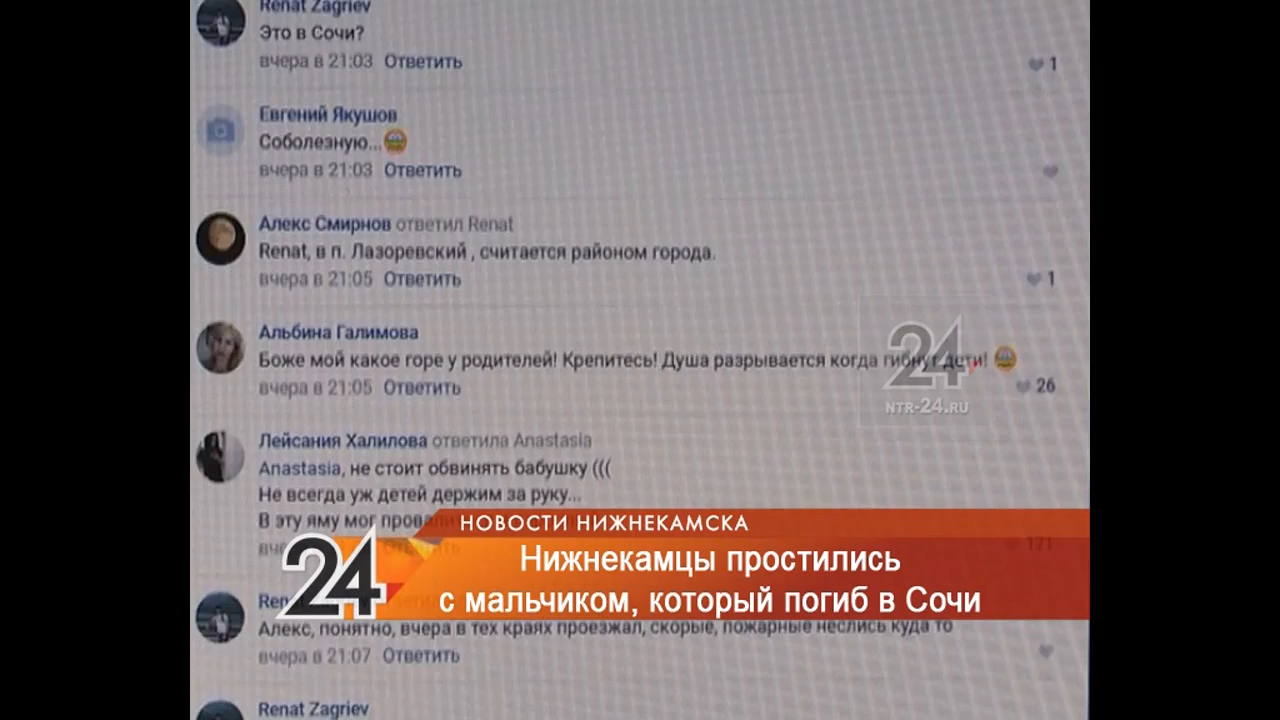 Renat Zagriev
Это в Сочи?
вчера в 21:03 Ответить
1
Евгений Якушов
Соболезную...
вчера в 21:03 Ответить
Алекс Смирнов ответил Renat
Renat, в п. Лазоревский , считается районом города.
вчера в 21:05 Ответить
1
Альбина Галимова
Боже мой какое горе у родителей! Крепитесь! Душа разрывается когда гибнут дети!
вчера в 21:05 Ответить
26
24
NTR-24.RU
Лейсания Халилова ответила Anastasia
Anastasia, не стоит обвинять бабушку (((
Не всегда уж детей держим за руку...
В эту яму мог
Ответить
171
НОВОСТИ НИЖНЕКАМСКА
24
Нижнекамцы простились
с мальчиком, который погиб в Сочи
Алекс, понятно, вчера в тех краях проезжал, скорые, пожарные неслись куда то
вчера в 21:07 Ответить
Renat Zagriev